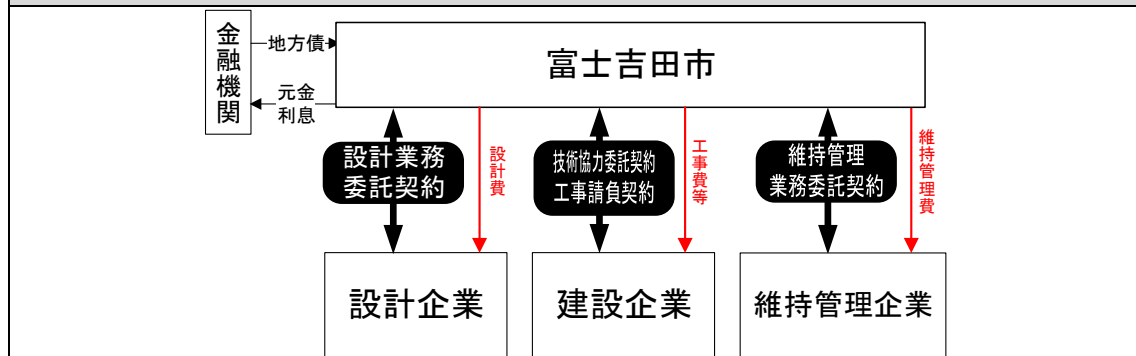 金融機関
地方債
元金
利息
富士吉田市
設計業務
委託契約
設計費
技術協力委託契約
工事請負契約
工事費等
維持管理
業務委託契約
維持管理費
設計企業
建設企業
維持管理企業